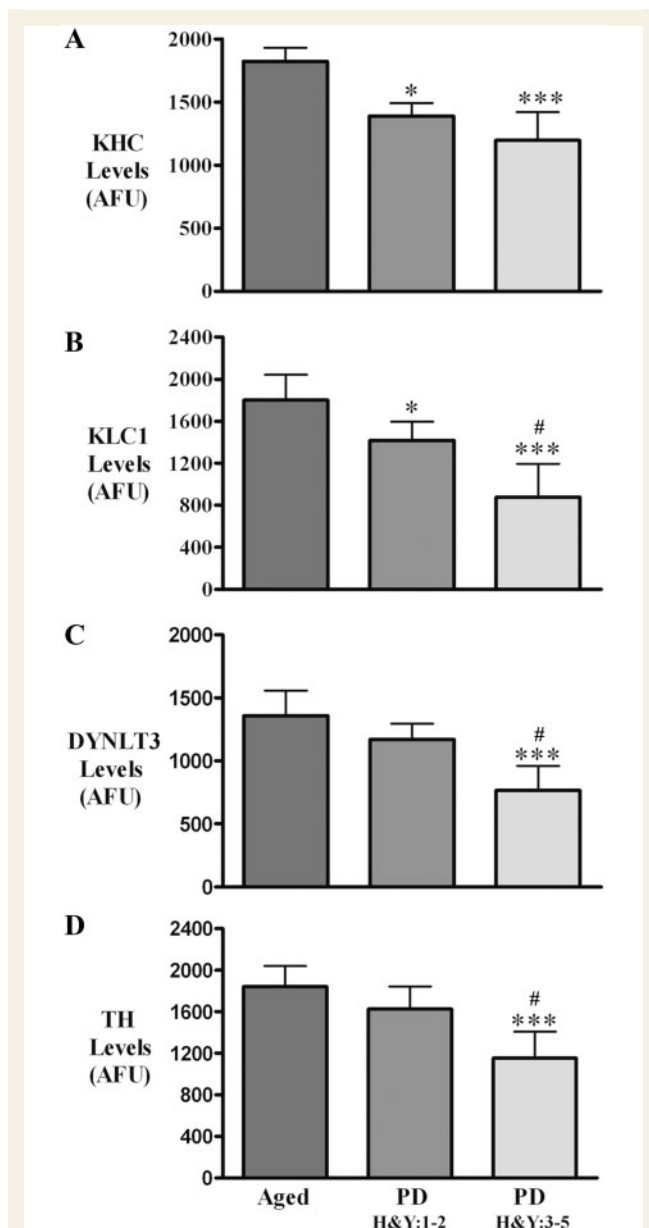 A
2000
1500
1000
500
0
KHC
Levels
(AFU)
*
***
B
2400
2000
1600
1200
800
400
0
KLC1
Levels
(AFU)
*
#
***
C
2000
1500
1000
500
0
DYNLT3
Levels
(AFU)
#
***
D
2400
2000
1600
1200
800
400
0
TH
Levels
(AFU)
#
***
Aged PD PD
H&Y:1-2 H&Y:3-5